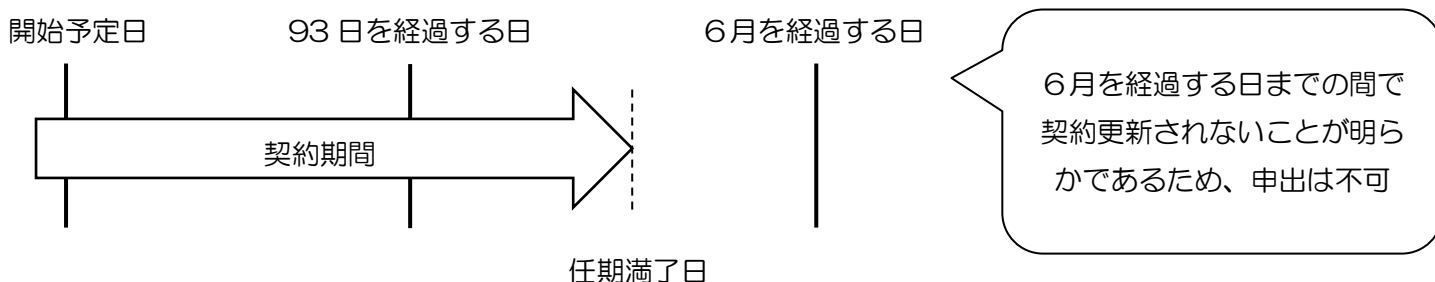 開始予定日
93日を経過する日
6月を経過する日
6月を経過する日までの間で
契約更新されないことが明ら
かであるため、申出は不可
契約期間
任期満了日